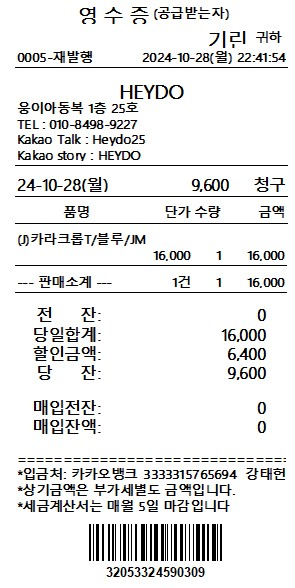 영 수 증 (공급받는자)
기린 귀하
0005-재발행 2024-10-28(월) 22:41:54
HEYDO
웅이아동복 1층 25호
TEL : 010-8498-9227
Kakao Talk : Heydo25
Kakao story : HEYDO
24-10-28(월) 9,600 청구
품명 단가 수량 금액
(J)카라크롭T/블루/JM
16,000 1 16,000
--- 판매소계 --- 1건 1 16,000
전 잔: 0
당일합계: 16,000
할인금액: 6,400
당 잔: 9,600
매입전잔: 0
매입잔액: 0
===================================
*입금처: 카카오뱅크 3333315765694 강태헌
*상기금액은 부가세별도 금액입니다.
*세금계산서는 매월 5일 마감입니다
32053324590309